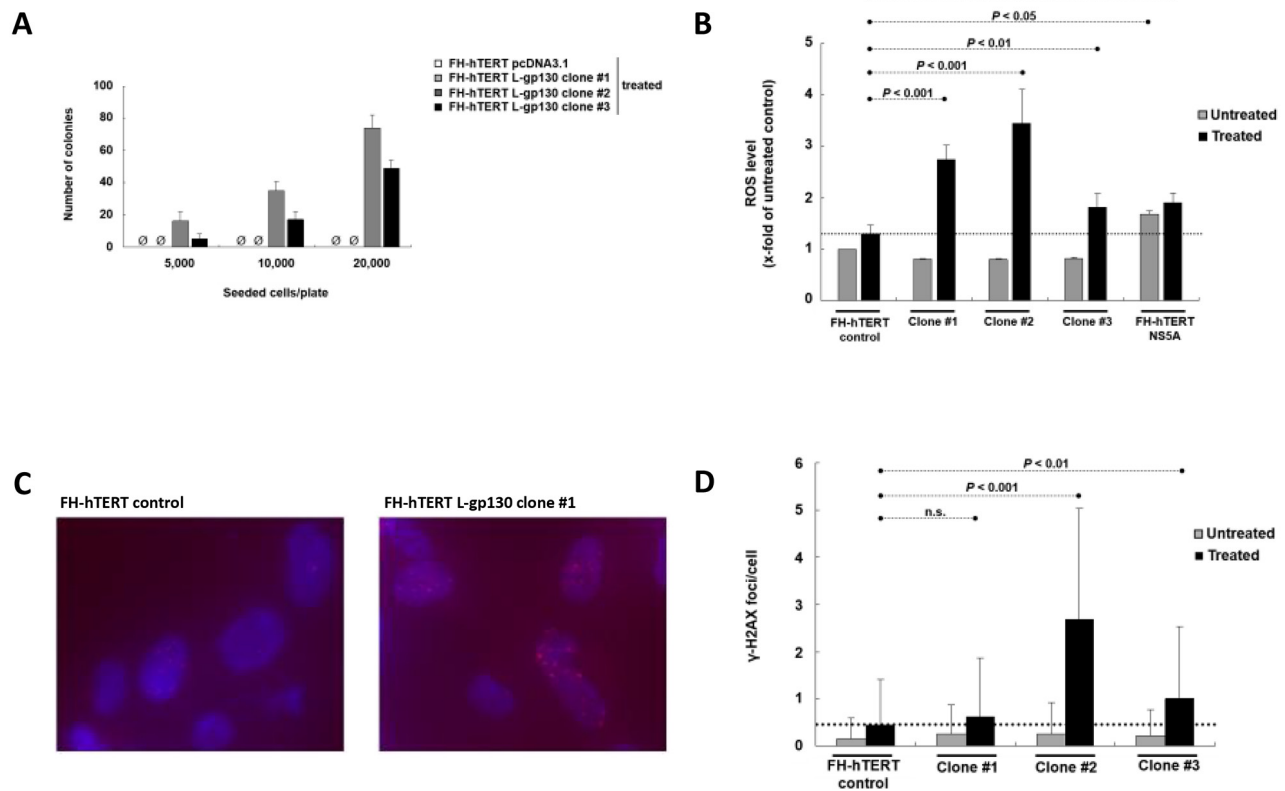 A
FH-hTERT pcDNA3.1
FH-hTERT L-gp130 clone #1
FH-hTERT L-gp130 clone #2
FH-hTERT L-gp130 clone #3
treated
Number of colonies
100
80
60
40
20
0
Ø Ø Ø Ø Ø Ø
5,000 10,000 20,000
Seeded cells/plate
B
P < 0.05
P < 0.01
P < 0.001
P < 0.001
Untreated
Treated
ROS level
(x-fold of untreated control)
5
4
3
2
1
0
FH-hTERT
control
Clone #1
Clone #2
Clone #3
FH-hTERT
NS5A
C
FH-hTERT control
FH-hTERT L-gp130 clone #1
D
P < 0.01
P < 0.001
n.s.
Untreated
Treated
γ-H2AX foci/cell
6
5
4
3
2
1
0
FH-hTERT
control
Clone #1
Clone #2
Clone #3